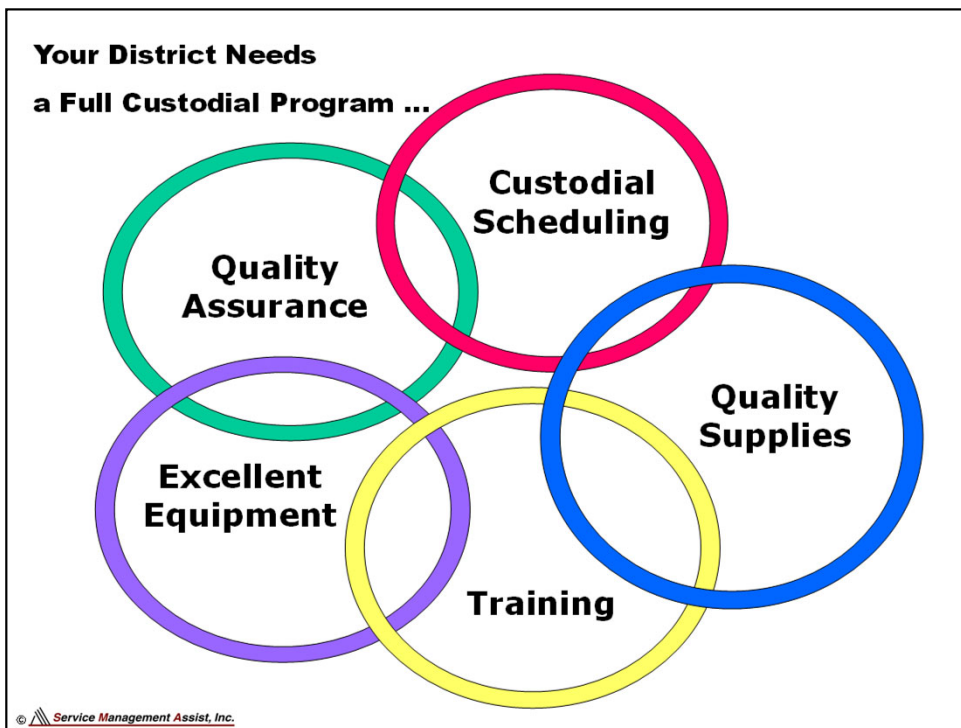 Your District Needs
a Full Custodial Program ...
Custodial
Scheduling
Quality
Assurance
Quality
Supplies
Excellent
Equipment
Training
© Service Management Assist, Inc.